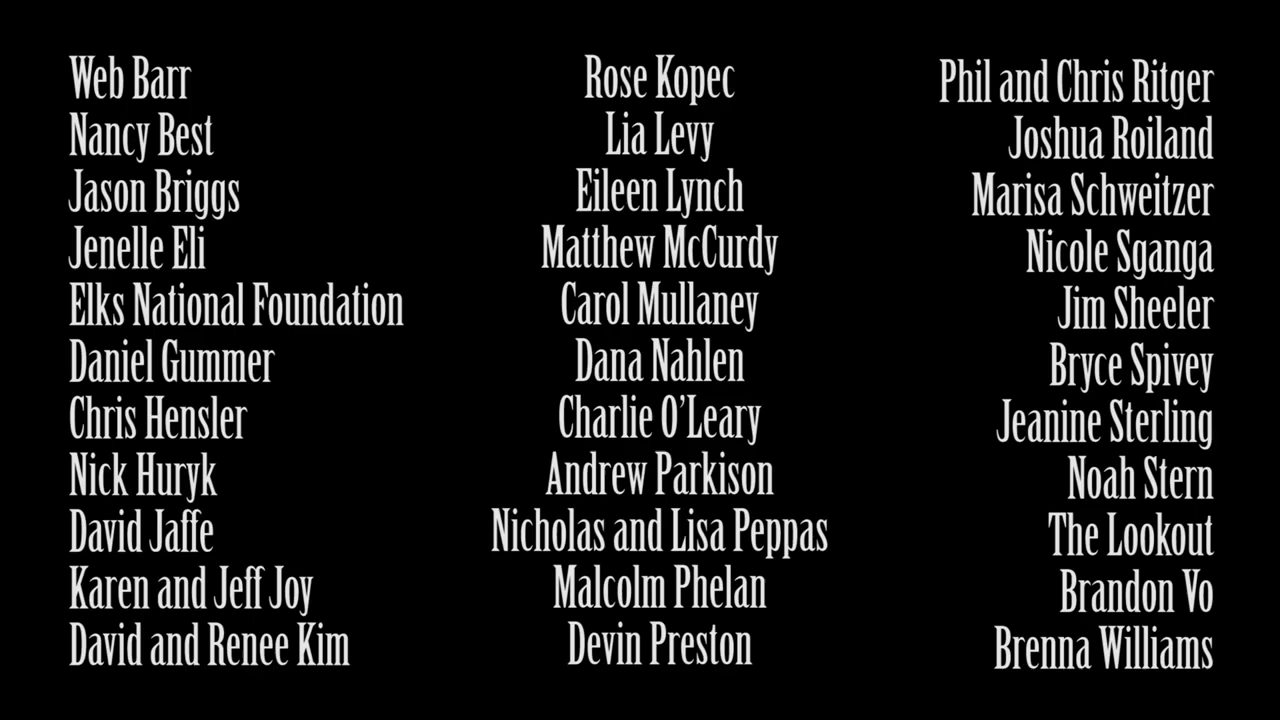 Web Barr
Nancy Best
Jason Briggs
Jenelle Eli
Elks National Foundation
Daniel Gummer
Chris Hensler
Nick Huryk
David Jaffe
Karen and Jeff Joy
David and Renee Kim
Rose Kopec
Lia Levy
Eileen Lynch
Matthew McCurdy
Carol Mullaney
Dana Nahlen
Charlie O’Leary
Andrew Parkison
Nicholas and Lisa Peppas
Malcolm Phelan
Devin Preston
Phil and Chris Ritger
Joshua Roiland
Marisa Schweitzer
Nicole Sganga
Jim Sheeler
Bryce Spivey
Jeanine Sterling
Noah Stern
The Lookout
Brandon Vo
Brenna Williams